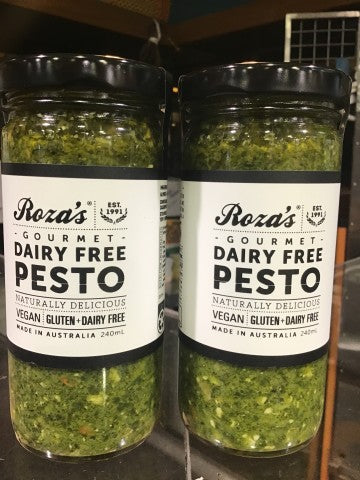 Roza's® EST. 1991
- GOURMET -
DAIRY FREE
PESTO
NATURALLY DELICIOUS
VEGAN GLUTEN + DAIRY FREE
MADE IN AUSTRALIA 240mL
Roza's® EST. 1991
- GOURMET -
DAIRY FREE
PESTO
NATURALLY DELICIOUS
VEGAN GLUTEN + DAIRY FREE
MADE IN AUSTRALIA 240mL